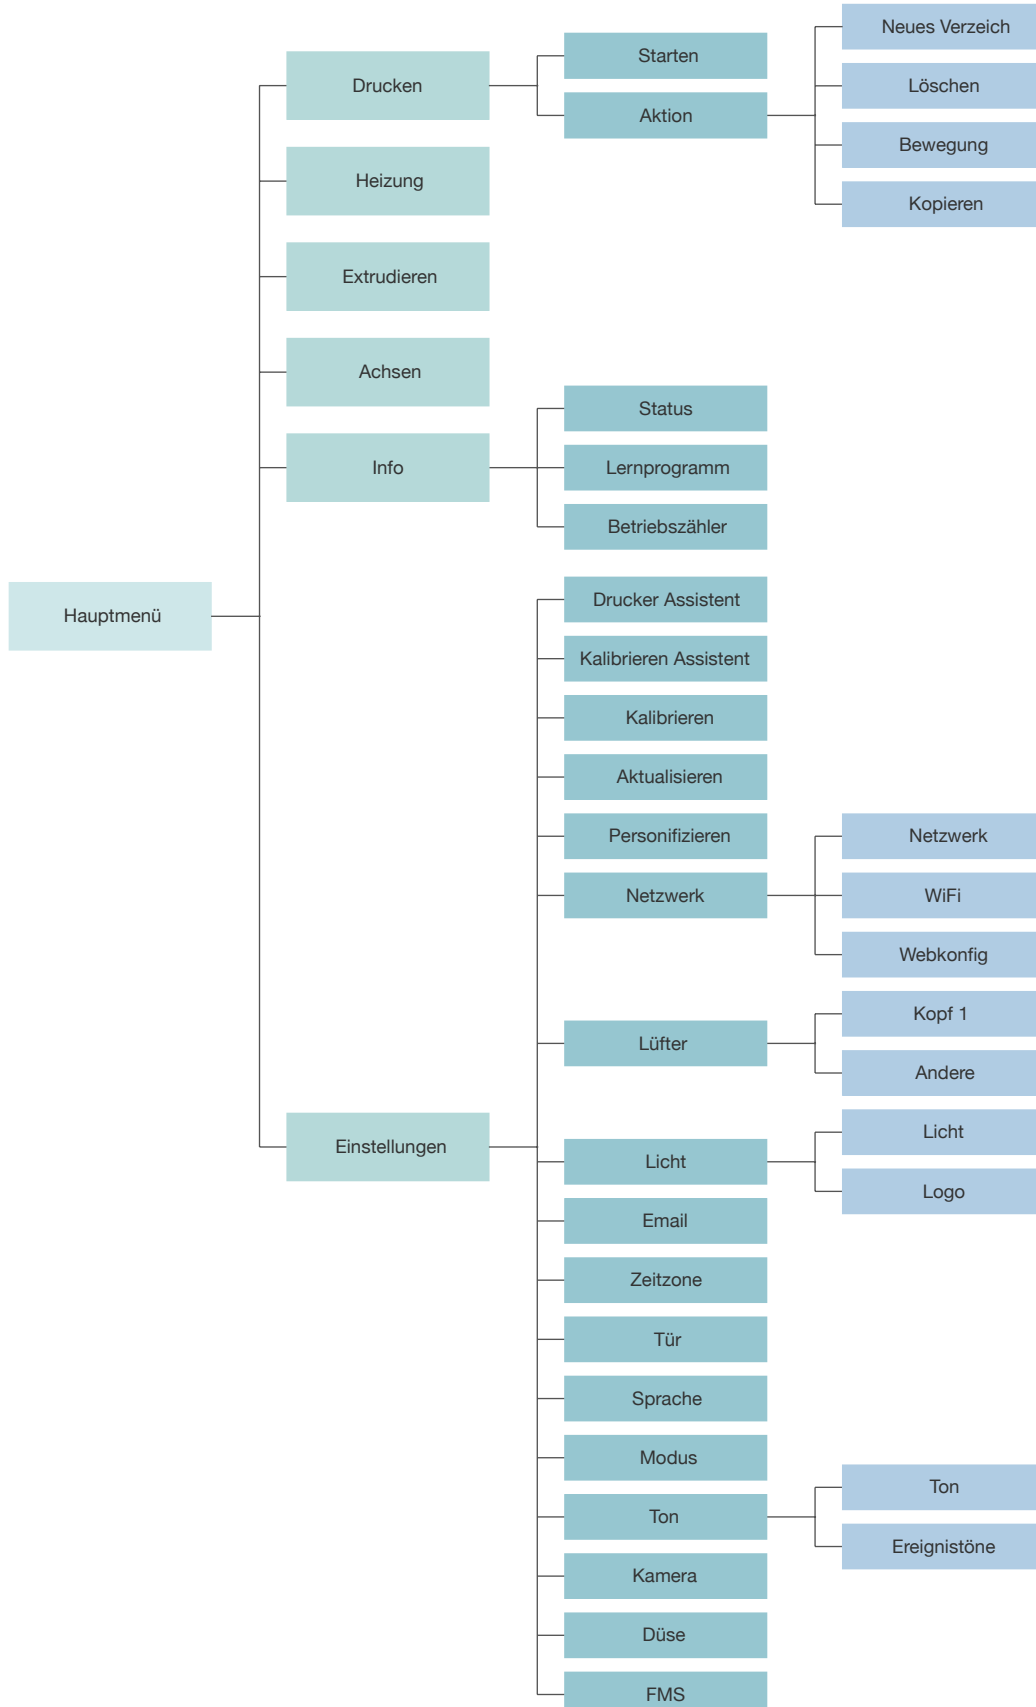 Neues Verzeich
Starten
Drucken
Löschen
Aktion
Bewegung
Heizung
Kopieren
Extrudieren
Achsen
Status
Info
Lernprogramm
Betriebszähler
Hauptmenü
Drucker Assistent
Kalibrieren Assistent
Kalibrieren
Aktualisieren
Personifizieren
Netzwerk
Netzwerk
WiFi
Webkonfig
Kopf 1
Lüfter
Andere
Einstellungen
Licht
Licht
Logo
Email
Zeitzone
Tür
Sprache
Modus
Ton
Ton
Ereignistöne
Kamera
Düse
FMS